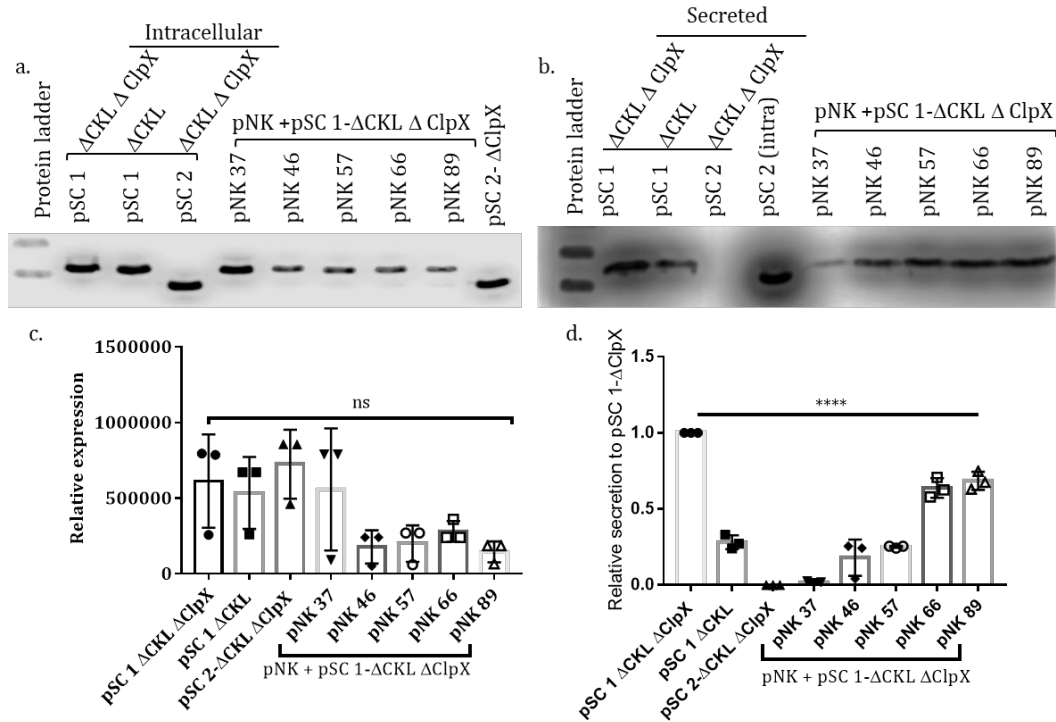 Intracellular
a.
Protein ladder
pSC 1
ΔCKL Δ ClpX
pSC 1
ΔCKL
pSC 2
ΔCKL Δ ClpX
pNK +pSC 1-ΔCKL Δ ClpX
pNK 37
pNK 46
pNK 57
pNK 66
pNK 89
pSC 2- ΔClpX
Secreted
b.
Protein ladder
pSC 1
ΔCKL Δ ClpX
pSC 1
ΔCKL
pSC 2
ΔCKL Δ ClpX
pSC 2 (intra)
pNK +pSC 1-ΔCKL Δ ClpX
pNK 37
pNK 46
pNK 57
pNK 66
pNK 89
c.
Relative expression
1500000
1000000
500000
0
ns
pSC 1 ΔCKL ΔClpX
pSC 1 ΔCKL
pSC 2-ΔCKL ΔClpX
pNK 37
pNK 46
pNK 57
pNK 66
pNK 89
pNK + pSC 1-ΔCKL ΔClpX
d.
Relative secretion to pSC 1-ΔClpX
1.0
0.5
0.0
****
pSC 1 ΔCKL ΔClpX
pSC 1 ΔCKL
pSC 2-ΔCKL ΔClpX
pNK 37
pNK 46
pNK 57
pNK 66
pNK 89
pNK + pSC 1-ΔCKL ΔClpX